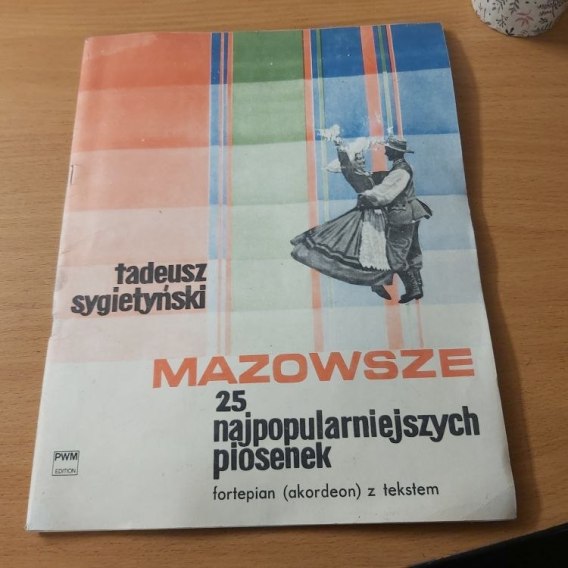 tadeusz
sygietyński
MAZOWSZE
25
najpopularniejszych
piosenek
fortepian (akordeon) z tekstem
PWM
EDITION